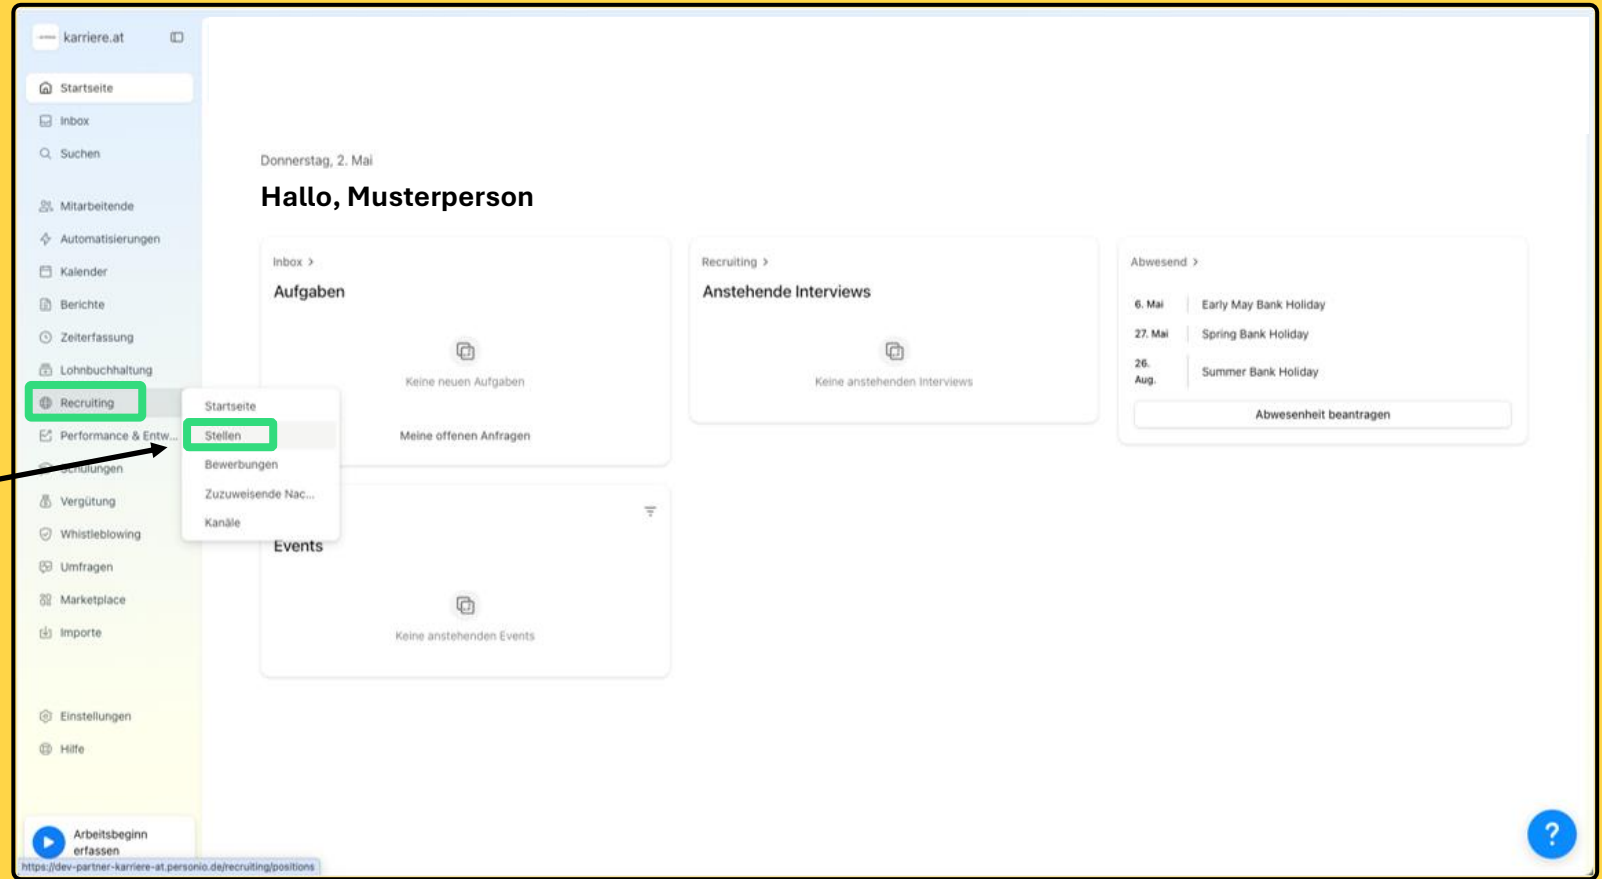 karriere.at
Startseite
Inbox
Suchen
Mitarbeitende
Automatisierungen
Kalender
Berichte
Zeiterfassung
Lohnbuchhaltung
Recruiting
Performance & Entw...
Schulungen
Vergütung
Whistleblowing
Umfragen
Marketplace
Importe
Einstellungen
Hilfe
Arbeitsbeginn
erfassen
https://dev-partner-karriere-at.personio.de/recruiting/positions
Startseite
Stellen
Bewerbungen
Zuzuweisende Nac...
Kanäle
Donnerstag, 2. Mai
Hallo, Musterperson
Inbox >
Aufgaben
Keine neuen Aufgaben
Meine offenen Anfragen
Recruiting >
Anstehende Interviews
Keine anstehenden Interviews
Abwesend >
6. Mai Early May Bank Holiday
27. Mai Spring Bank Holiday
26.
Aug. Summer Bank Holiday
Abwesenheit beantragen
Events
Keine anstehenden Events
?